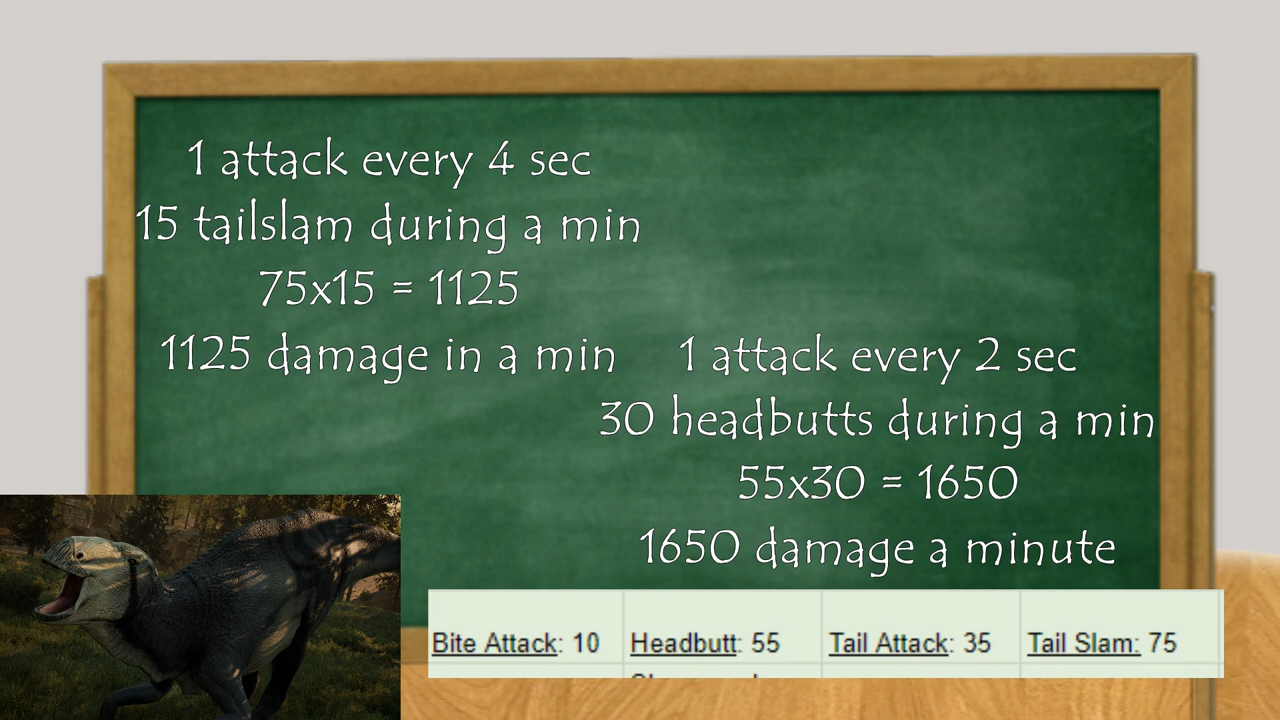 1 attack every 4 sec
15 tailslam during a min
75x15 = 1125
1125 damage in a min
1 attack every 2 sec
30 headbutts during a min
55x30 = 1650
1650 damage a minute
Bite Attack: 10 Headbutt: 55 Tail Attack: 35 Tail Slam: 75